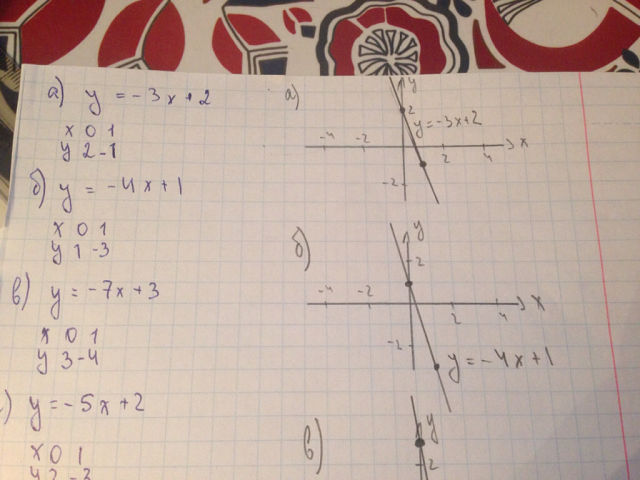 а) y = -3x+2
x 0 1
y 2 -1
б) y = -4x+1
x 0 1
y 1 -3
в) y = -7x+3
x 0 1
y 3 -4
) y = -5x+2
x 0 1
y 2 -3
а)
y
2
y=-3x+2
-4 -2 2 4 x
-2
б)
y
2
-4 -2 2 4 x
-2
y=-4x+1
в)
y
2